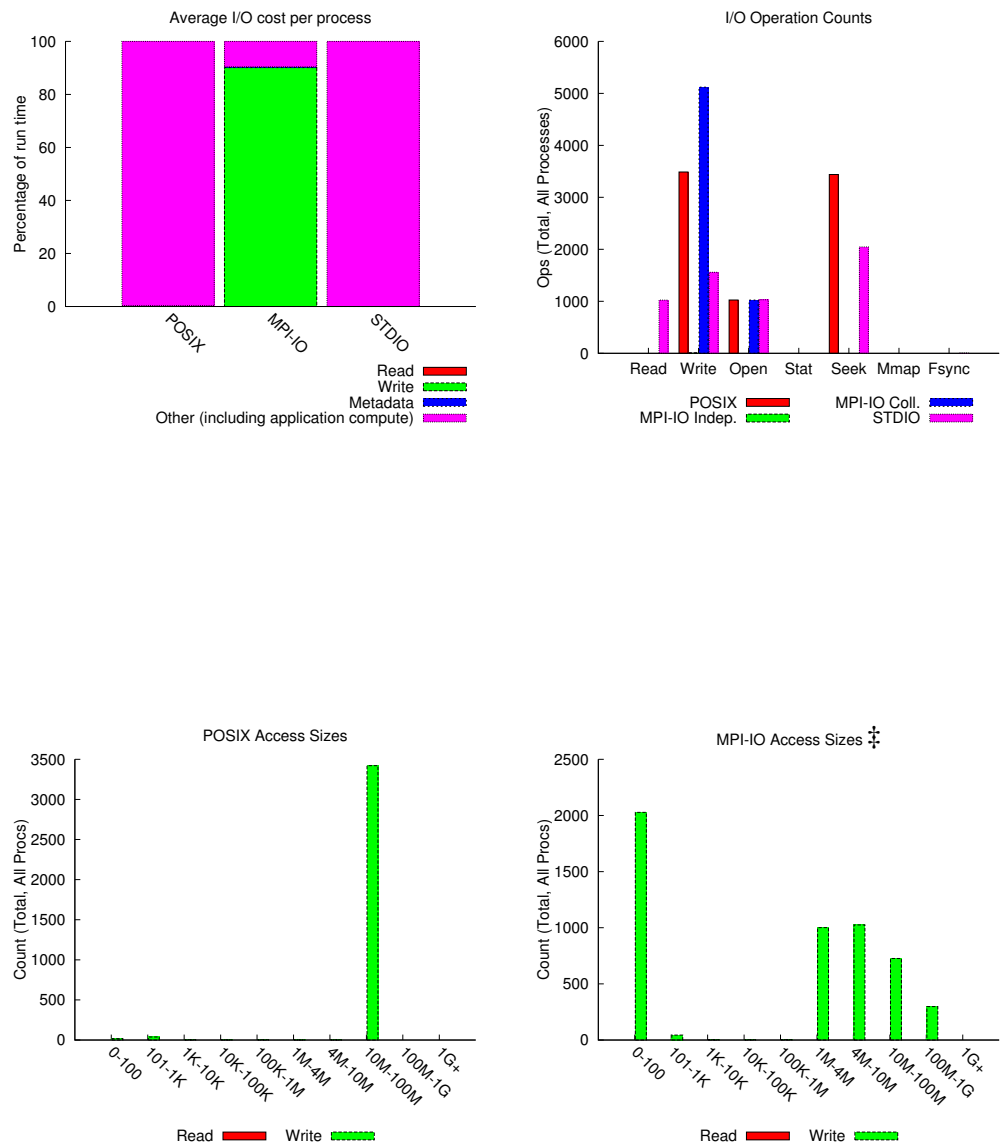 Average I/O cost per process
100
80
60
40
20
0
Percentage of run time
POSIX
MPI-IO
STDIO
Read
Write
Metadata
Other (including application compute)
I/O Operation Counts
6000
5000
4000
3000
2000
1000
0
Ops (Total, All Processes)
Read Write Open Stat Seek Mmap Fsync
POSIX MPI-IO Coll.
MPI-IO Indep. STDIO
POSIX Access Sizes
3500
3000
2500
2000
1500
1000
500
0
Count (Total, All Procs)
0-100
101-1K
1K-10K
10K-100K
100K-1M
1M-4M
4M-10M
10M-100M
100M-1G
1G+
Read Write
MPI-IO Access Sizes ‡
2500
2000
1500
1000
500
0
Count (Total, All Procs)
0-100
101-1K
1K-10K
10K-100K
100K-1M
1M-4M
4M-10M
10M-100M
100M-1G
1G+
Read Write